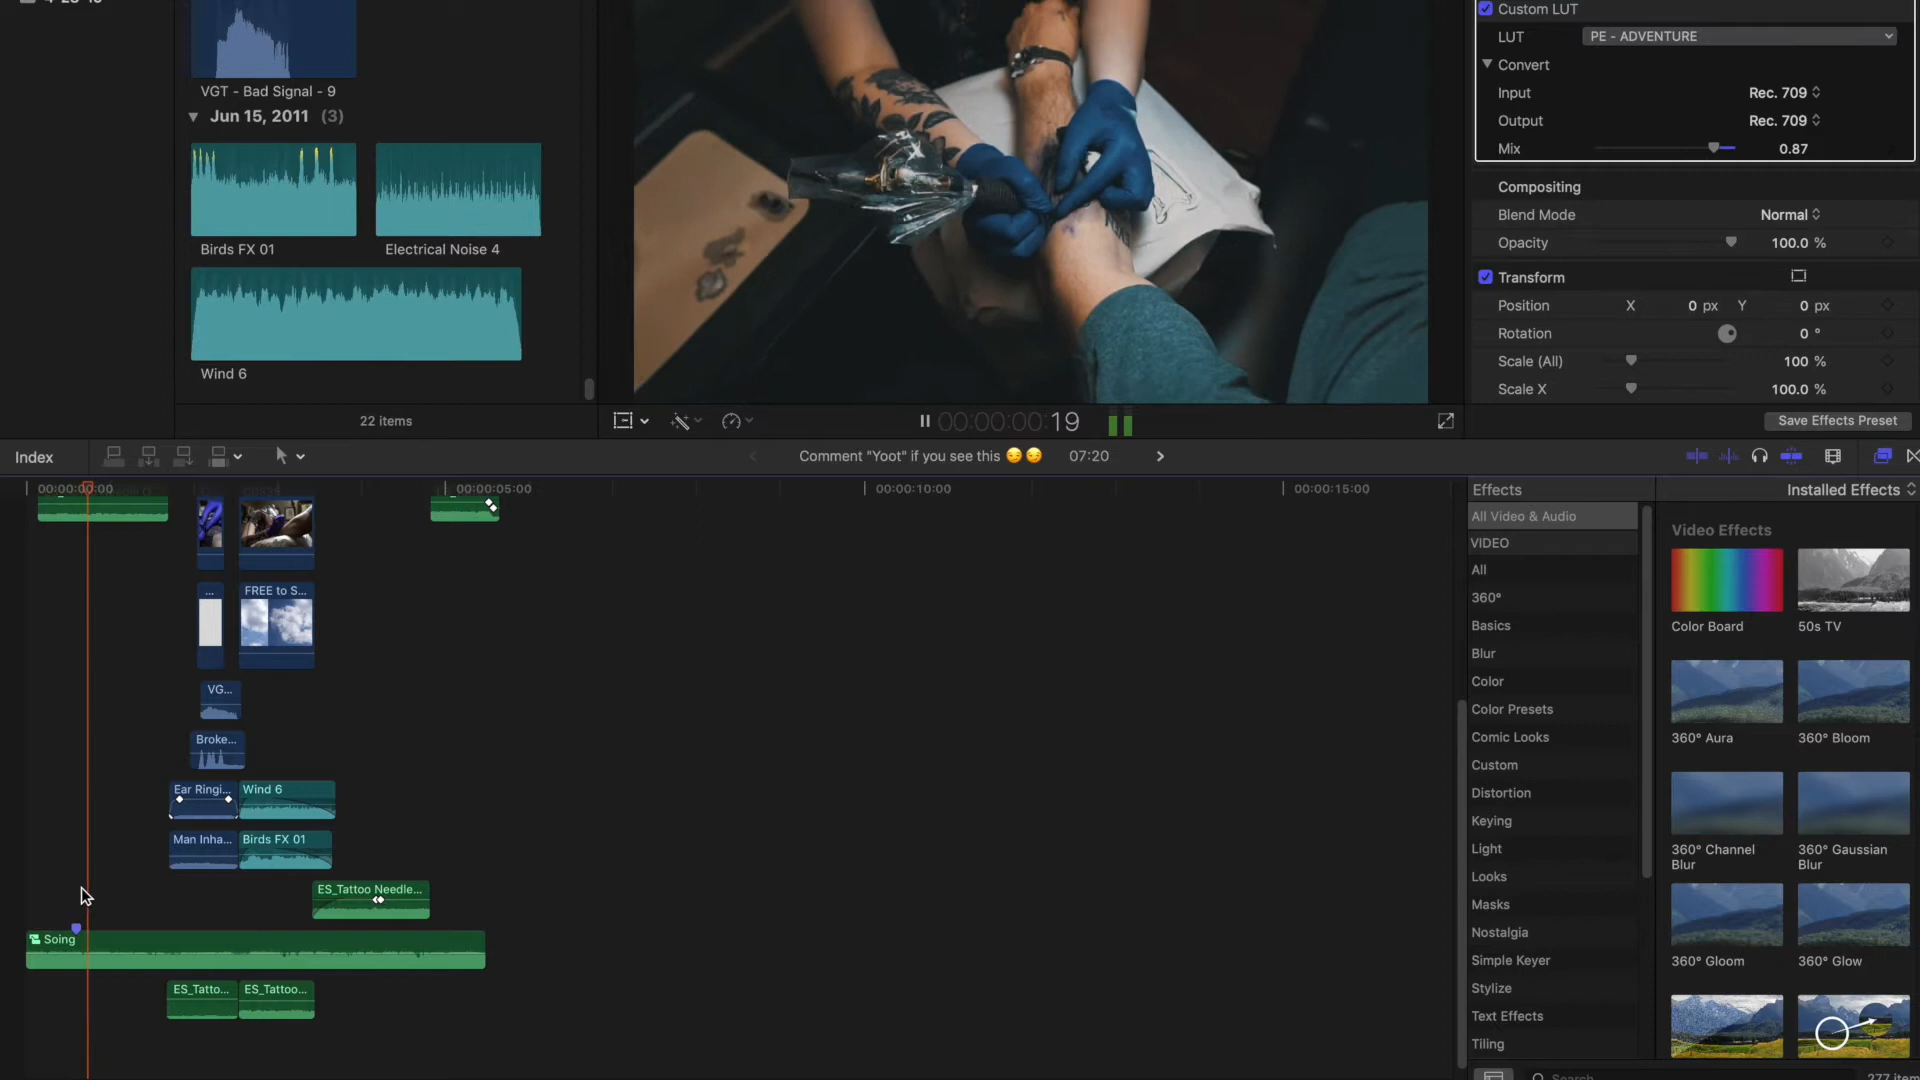 Custom LUT
LUT
PE - ADVENTURE
Convert
Input
Rec. 709
Output
Rec. 709
Mix
0.87
VGT - Bad Signal - 9
Jun 15, 2011 (3)
Birds FX 01
Electrical Noise 4
Wind 6
22 items
Compositing
Blend Mode
Normal
Opacity
100.0 %
Transform
Position
X
0 px
Y
0 px
Rotation
0 °
Scale (All)
100 %
Scale X
100.0 %
Save Effects Preset
00:00:00:19
Index
Comment "Yoot" if you see this 😏😏
07:20
00:00:00:00
00:00:05:00
00:00:10:00
00:00:15:00
...
FREE to S...
VG...
Broke...
Ear Ringi...
Wind 6
Man Inha...
Birds FX 01
ES_Tattoo Needle...
Soing
ES_Tatto...
ES_Tattoo...
Effects
Installed Effects
All Video & Audio
VIDEO
All
360°
Basics
Blur
Color
Color Presets
Comic Looks
Custom
Distortion
Keying
Light
Looks
Masks
Nostalgia
Simple Keyer
Stylize
Text Effects
Tiling
Video Effects
Color Board
50s TV
360° Aura
360° Bloom
360° Channel
Blur
360° Gaussian
Blur
360° Gloom
360° Glow
Search